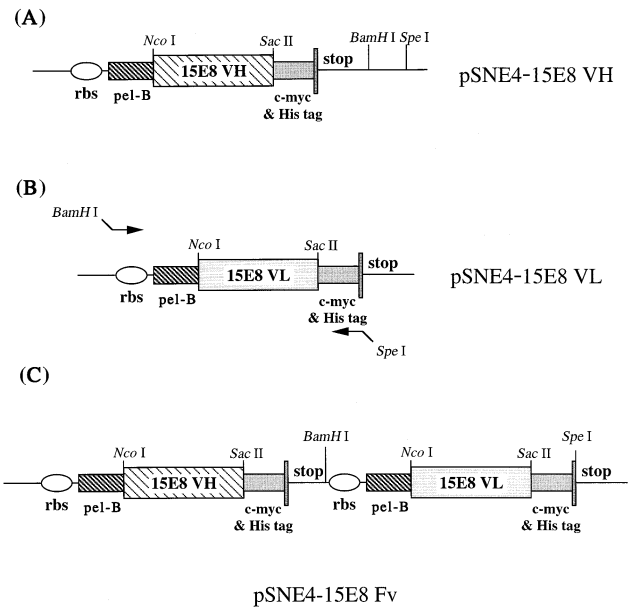 (A)
Nco I
Sac II
BamH I
Spe I
stop
15E8 VH
rbs
pel-B
c-myc
& His tag
pSNE4-15E8 VH
(B)
BamH I
Nco I
Sac II
stop
15E8 VL
rbs
pel-B
c-myc
& His tag
pSNE4-15E8 VL
Spe I
(C)
BamH I
Spe I
Nco I
Sac II
Nco I
Sac II
stop
stop
15E8 VH
15E8 VL
rbs
pel-B
c-myc
& His tag
rbs
pel-B
c-myc
& His tag
pSNE4-15E8 Fv